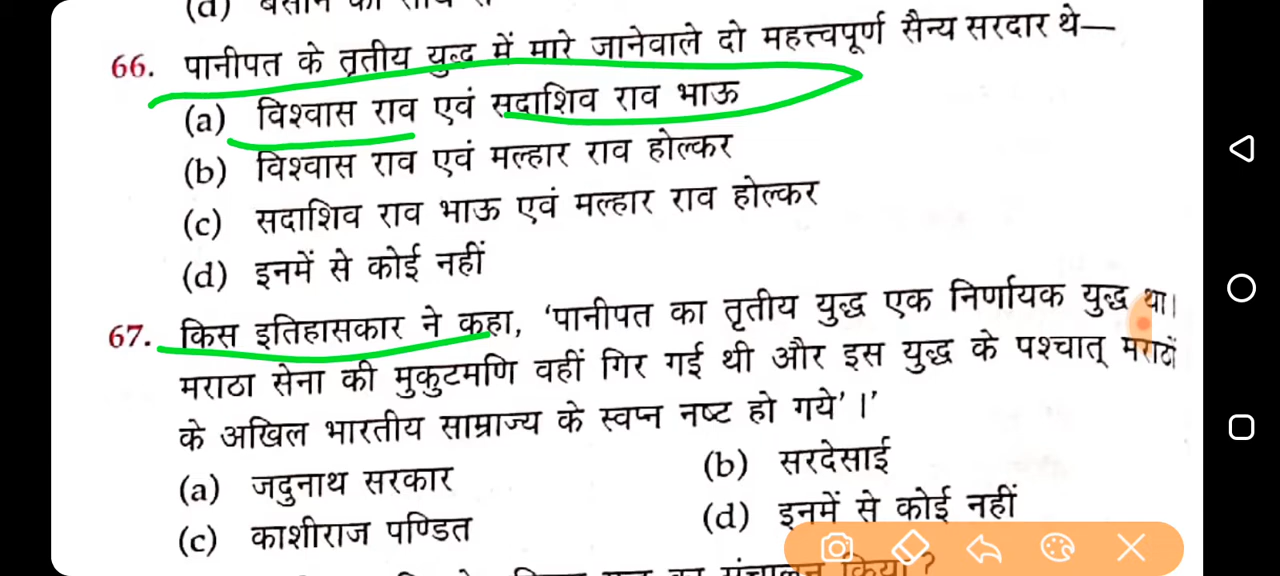 66. पानीपत के तृतीय युद्ध में मारे जानेवाले दो महत्त्वपूर्ण सैन्य सरदार थे—
(a) विश्वास राव एवं सदाशिव राव भाऊ
(b) विश्वास राव एवं मल्हार राव होल्कर
(c) सदाशिव राव भाऊ एवं मल्हार राव होल्कर
(d) इनमें से कोई नहीं
67. किस इतिहासकार ने कहा, 'पानीपत का तृतीय युद्ध एक निर्णायक युद्ध था।
मराठा सेना की मुकुटमणि वहीं गिर गई थी और इस युद्ध के पश्चात् मराठों
के अखिल भारतीय साम्राज्य के स्वप्न नष्ट हो गये'।'
(a) जदुनाथ सरकार (b) सरदेसाई
(c) काशीराज पण्डित (d) इनमें से कोई नहीं